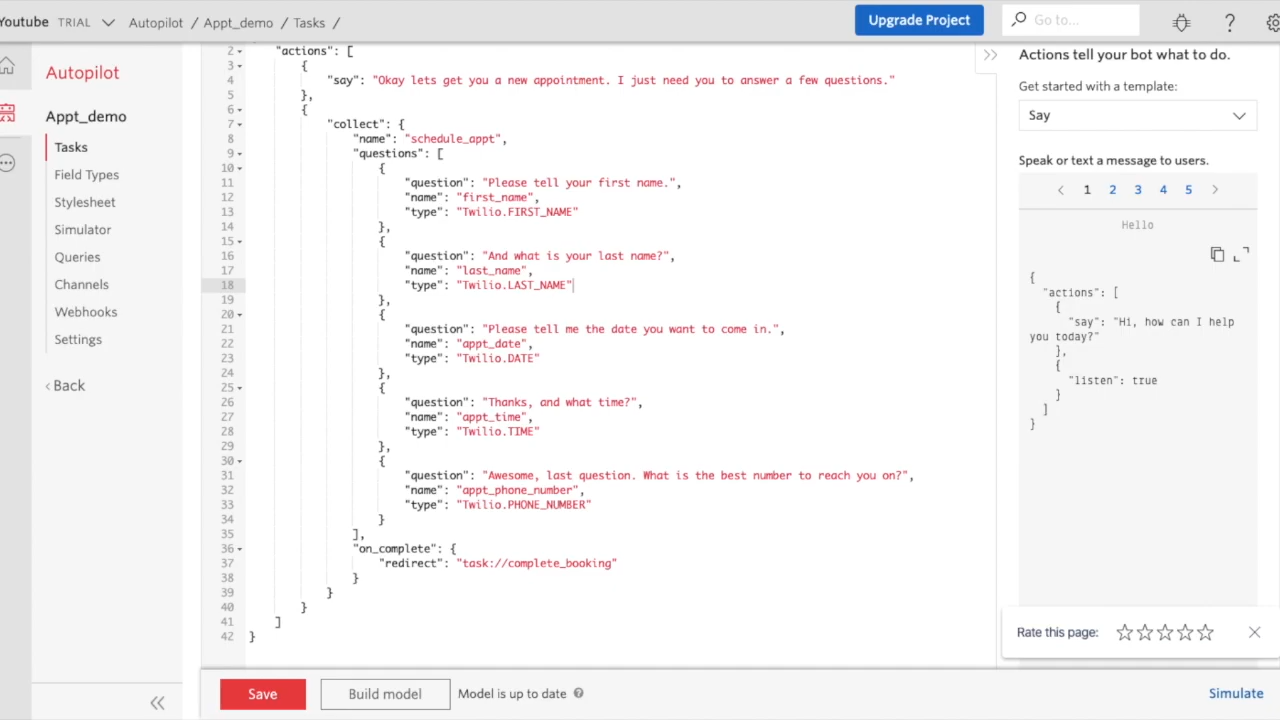 Youtube TRIAL Autopilot / Appt_demo / Tasks / Upgrade Project Go to... ?
Autopilot
Appt_demo
Tasks
Field Types
Stylesheet
Simulator
Queries
Channels
Webhooks
Settings
‹ Back
2 "actions": [
3 {
4 "say": "Okay lets get you a new appointment. I just need you to answer a few questions."
5 },
6 {
7 "collect": {
8 "name": "schedule_appt",
9 "questions": [
10 {
11 "question": "Please tell your first name.",
12 "name": "first_name",
13 "type": "Twilio.FIRST_NAME"
14 },
15 {
16 "question": "And what is your last name?",
17 "name": "last_name",
18 "type": "Twilio.LAST_NAME"
19 },
20 {
21 "question": "Please tell me the date you want to come in.",
22 "name": "appt_date",
23 "type": "Twilio.DATE"
24 },
25 {
26 "question": "Thanks, and what time?",
27 "name": "appt_time",
28 "type": "Twilio.TIME"
29 },
30 {
31 "question": "Awesome, last question. What is the best number to reach you on?",
32 "name": "appt_phone_number",
33 "type": "Twilio.PHONE_NUMBER"
34 }
35 ],
36 "on_complete": {
37 "redirect": "task://complete_booking"
38 }
39 }
40 }
41 ]
42 }
Actions tell your bot what to do.
Get started with a template:
Say
Speak or text a message to users.
1 2 3 4 5
Hello
{
"actions": [
{
"say": "Hi, how can I help
you today?"
},
{
"listen": true
}
]
}
Rate this page:
Save Build model Model is up to date ? Simulate